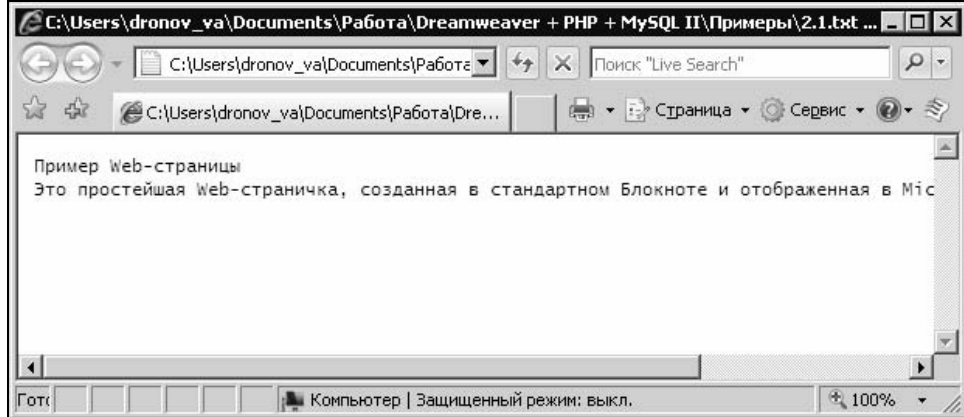 C:\Users\dronov_va\Documents\Работа\Dreamweaver + PHP + MySQL II\Примеры\2.1.txt ...
C:\Users\dronov_va\Documents\Работа
Поиск "Live Search"
C:\Users\dronov_va\Documents\Работа\Dre...
Страница
Сервис
Пример Web-страницы
Это простейшая Web-страничка, созданная в стандартном Блокноте и отображенная в Mic
Гото
Компьютер | Защищенный режим: выкл.
100%